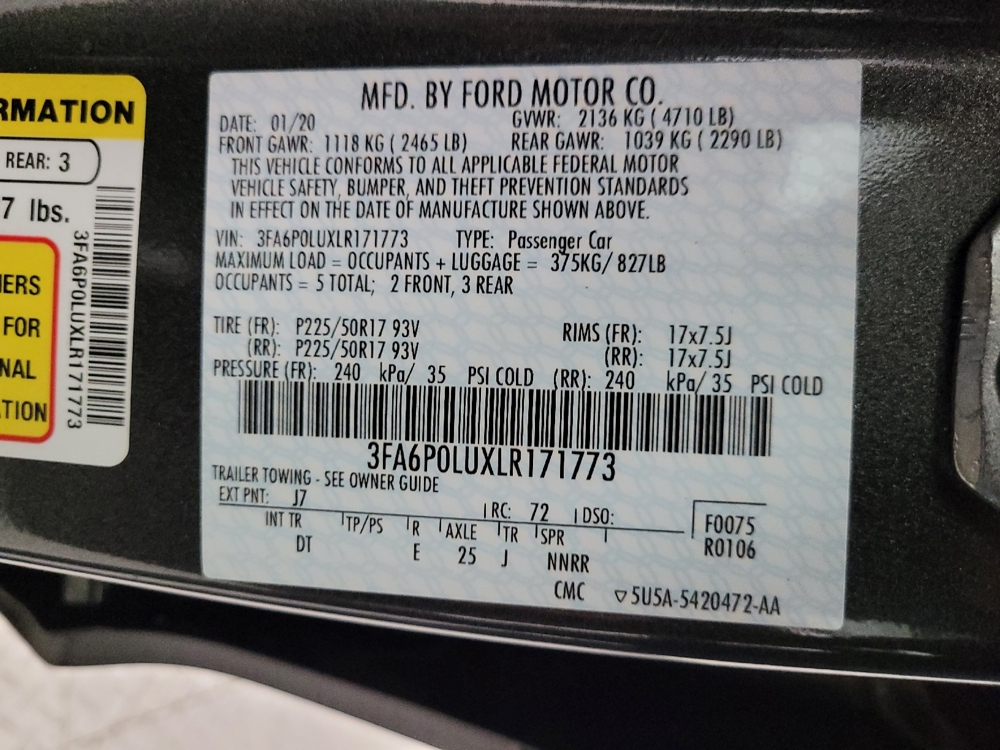 RMATION
REAR: 3
7 lbs.
3FA6P0LUXLR171773
ERS
FOR
NAL
TION
MFD. BY FORD MOTOR CO.
DATE: 01/20 GVWR: 2136 KG ( 4710 LB)
FRONT GAWR: 1118 KG ( 2465 LB) REAR GAWR: 1039 KG ( 2290 LB)
THIS VEHICLE CONFORMS TO ALL APPLICABLE FEDERAL MOTOR
VEHICLE SAFETY, BUMPER, AND THEFT PREVENTION STANDARDS
IN EFFECT ON THE DATE OF MANUFACTURE SHOWN ABOVE.
VIN: 3FA6P0LUXLR171773 TYPE: Passenger Car
MAXIMUM LOAD = OCCUPANTS + LUGGAGE = 375KG/ 827LB
OCCUPANTS = 5 TOTAL; 2 FRONT, 3 REAR
TIRE (FR): P225/50R17 93V RIMS (FR): 17x7.5J
(RR): P225/50R17 93V (RR): 17x7.5J
PRESSURE (FR): 240 kPa/ 35 PSI COLD (RR): 240 kPa/ 35 PSI COLD
3FA6P0LUXLR171773
TRAILER TOWING - SEE OWNER GUIDE
EXT PNT: J7 RC: 72 DSO:
INT TR TP/PS R AXLE TR SPR F0075
DT E 25 J NNRR R0106
CMC ▽5U5A-5420472-AA